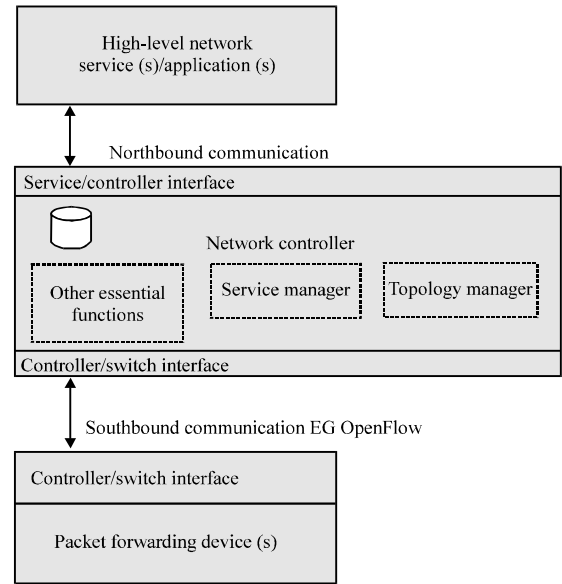 High-level network
service (s)/application (s)
Northbound communication
Service/controller interface
Network controller
Other essential
functions
Service manager
Topology manager
Controller/switch interface
Southbound communication EG OpenFlow
Controller/switch interface
Packet forwarding device (s)